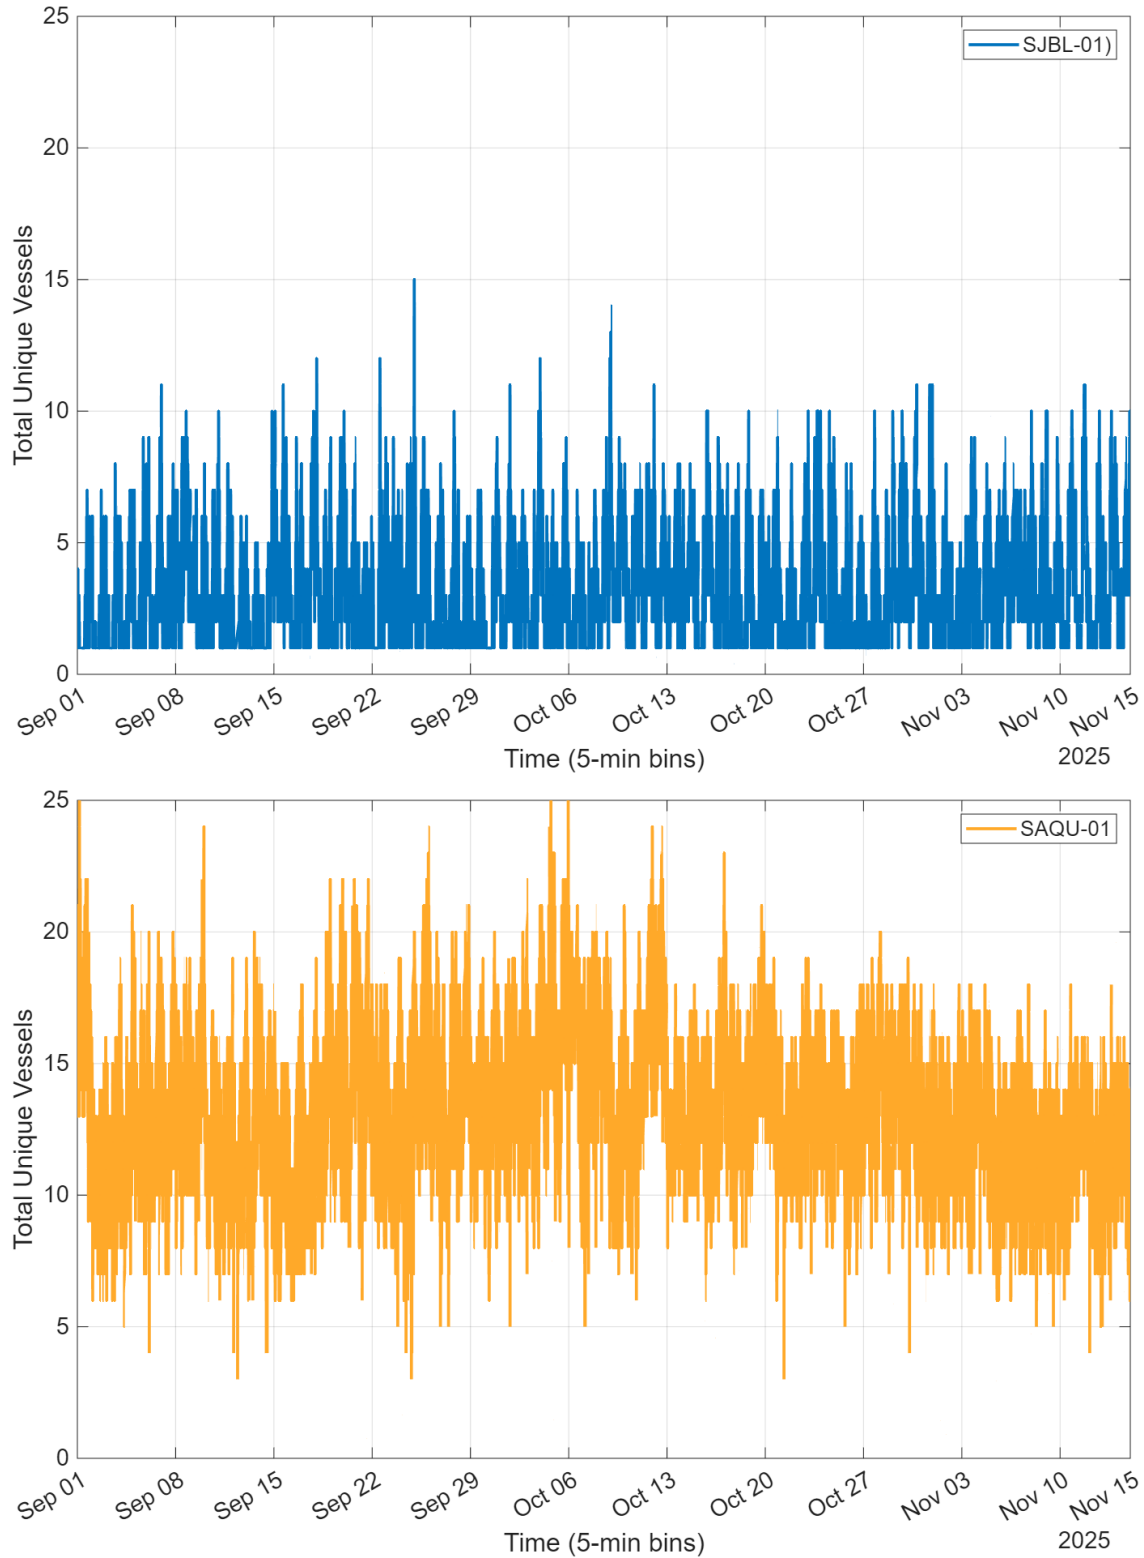 25
20
15
10
5
0
Total Unique Vessels
SJBL-01)
Sep 01
Sep 08
Sep 15
Sep 22
Sep 29
Oct 06
Oct 13
Oct 20
Oct 27
Nov 03
Nov 10
Nov 15
Time (5-min bins)
2025
25
20
15
10
5
0
Total Unique Vessels
SAQU-01
Sep 01
Sep 08
Sep 15
Sep 22
Sep 29
Oct 06
Oct 13
Oct 20
Oct 27
Nov 03
Nov 10
Nov 15
Time (5-min bins)
2025